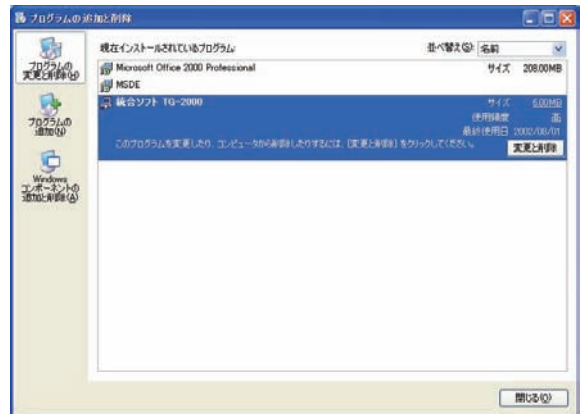 プログラムの追加と削除
プログラムの
変更と削除(H)
プログラムの
追加(N)
Windows
コンポーネントの
追加と削除(A)
現在インストールされているプログラム:
並べ替え(S): 名前
Microsoft Office 2000 Professional サイズ 208.00MB
MSDE
統合ソフト TG-2000 サイズ 6.00MB
使用頻度 高
最終使用日 2002/08/01
このプログラムを変更したり、コンピュータから削除したりするには、[変更と削除] をクリックしてください。
変更と削除
閉じる(O)